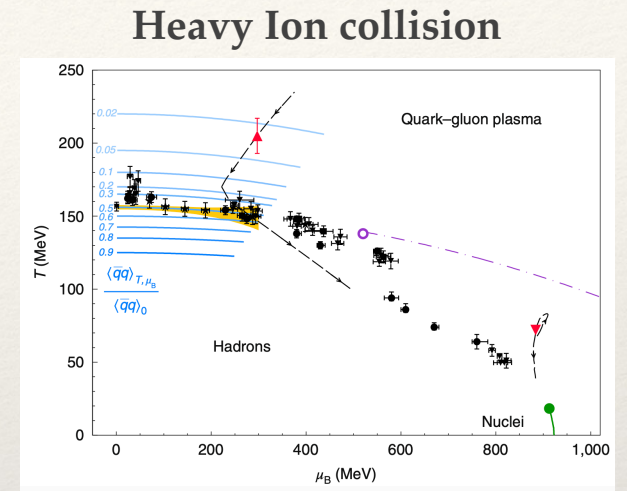 Heavy Ion collision
250
200
150
100
50
0
T (MeV)
Quark–gluon plasma
0.02
0.05
0.1
0.2
0.3
0.5
0.6
0.7
0.8
0.9
⟨q̅q⟩T,μB
⟨q̅q⟩0
Hadrons
Nuclei
0 200 400 600 800 1,000
μB (MeV)